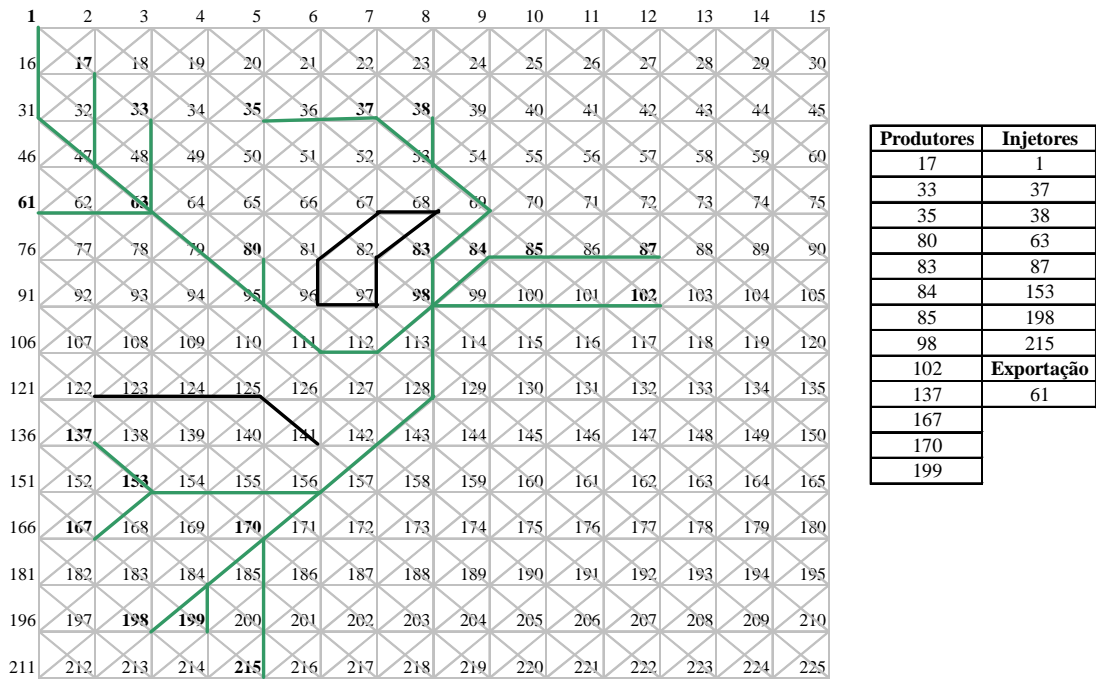 1 2 3 4 5 6 7 8 9 10 11 12 13 14 15
16 17 18 19 20 21 22 23 24 25 26 27 28 29 30
31 32 33 34 35 36 37 38 39 40 41 42 43 44 45
46 47 48 49 50 51 52 53 54 55 56 57 58 59 60
61 62 63 64 65 66 67 68 69 70 71 72 73 74 75
76 77 78 79 80 81 82 83 84 85 86 87 88 89 90
91 92 93 94 95 96 97 98 99 100 101 102 103 104 105
106 107 108 109 110 111 112 113 114 115 116 117 118 119 120
121 122 123 124 125 126 127 128 129 130 131 132 133 134 135
136 137 138 139 140 141 142 143 144 145 146 147 148 149 150
151 152 153 154 155 156 157 158 159 160 161 162 163 164 165
166 167 168 169 170 171 172 173 174 175 176 177 178 179 180
181 182 183 184 185 186 187 188 189 190 191 192 193 194 195
196 197 198 199 200 201 202 203 204 205 206 207 208 209 210
211 212 213 214 215 216 217 218 219 220 221 222 223 224 225
Produtores Injetores
17 1
33 37
35 38
80 63
83 87
84 153
85 198
98 215
102 Exportação
137 61
167
170
199